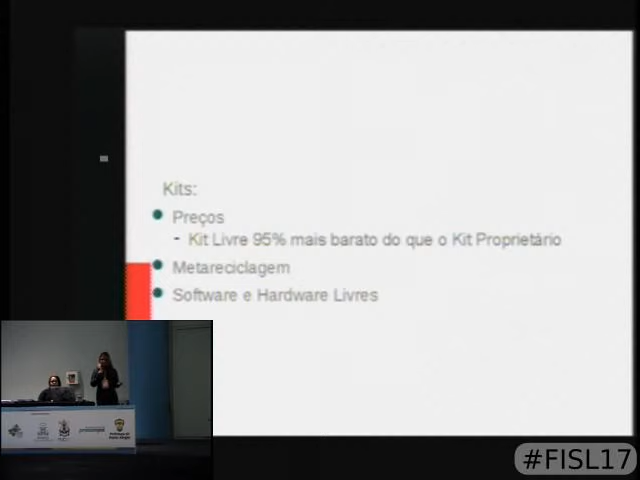 Kits:
Preços
- Kit Livre 95% mais barato do que o Kit Proprietário
Metareciclagem
Software e Hardware Livres
#FISL17